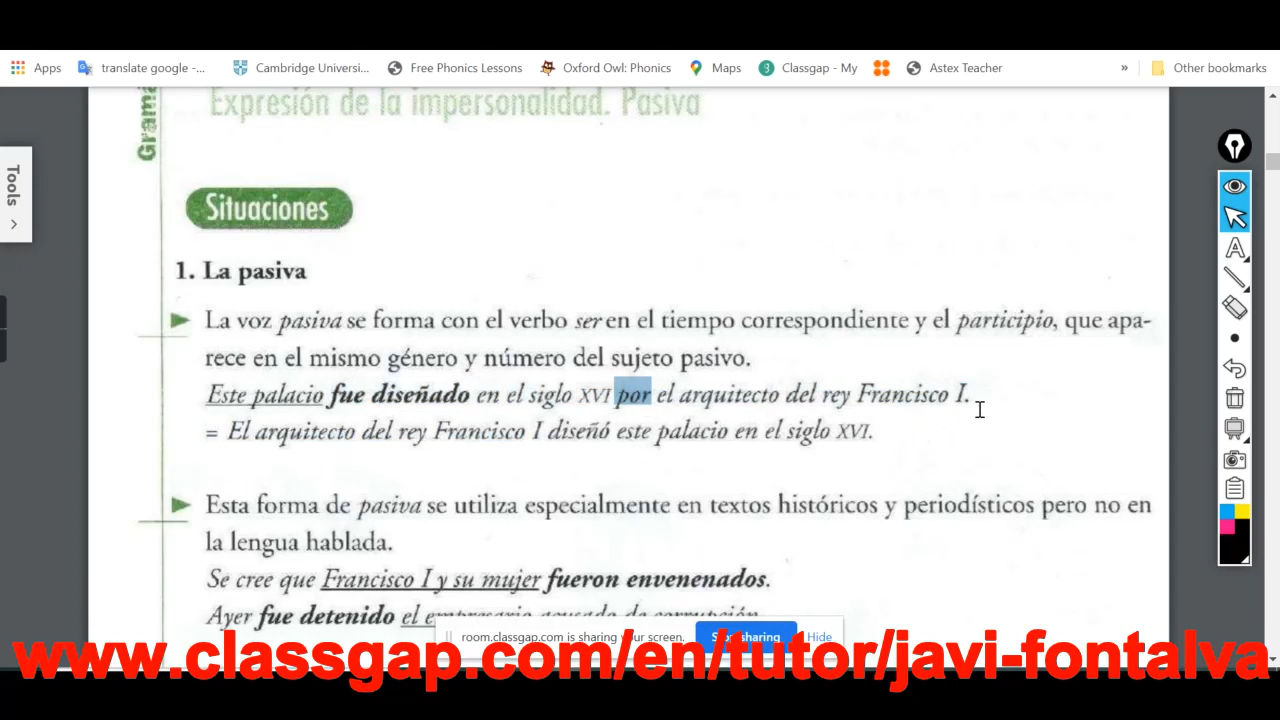 Apps translate google -... Cambridge Universi... Free Phonics Lessons Oxford Owl: Phonics Maps Classgap - My Astex Teacher » Other bookmarks
Expresión de la impersonalidad. Pasiva
Tools
Situaciones
1. La pasiva
La voz pasiva se forma con el verbo ser en el tiempo correspondiente y el participio, que apa-
rece en el mismo género y número del sujeto pasivo.
Este palacio fue diseñado en el siglo XVI por el arquitecto del rey Francisco I.
= El arquitecto del rey Francisco I diseñó este palacio en el siglo XVI.
Esta forma de pasiva se utiliza especialmente en textos históricos y periodísticos pero no en
la lengua hablada.
Se cree que Francisco I y su mujer fueron envenenados.
Ayer fue detenido el empresario acusado de corrupción.
room.classgap.com is sharing your screen. Stop sharing Hide
www.classgap.com/en/tutor/javi-fontalva